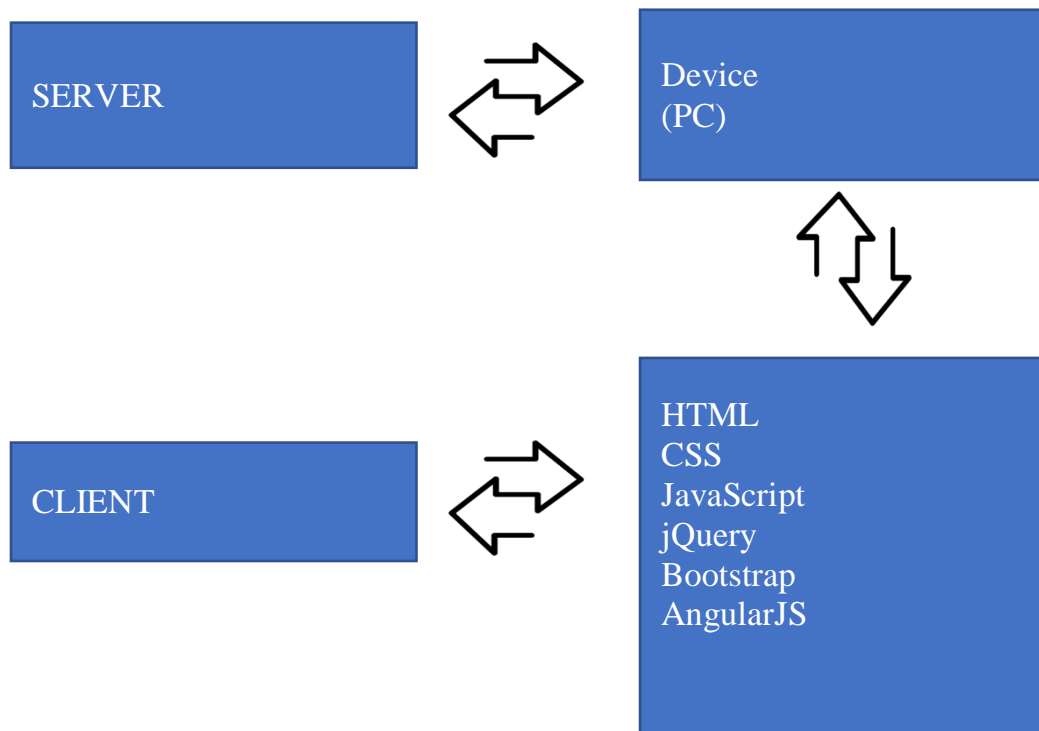 SERVER
Device
(PC)
CLIENT
HTML
CSS
JavaScript
jQuery
Bootstrap
AngularJS